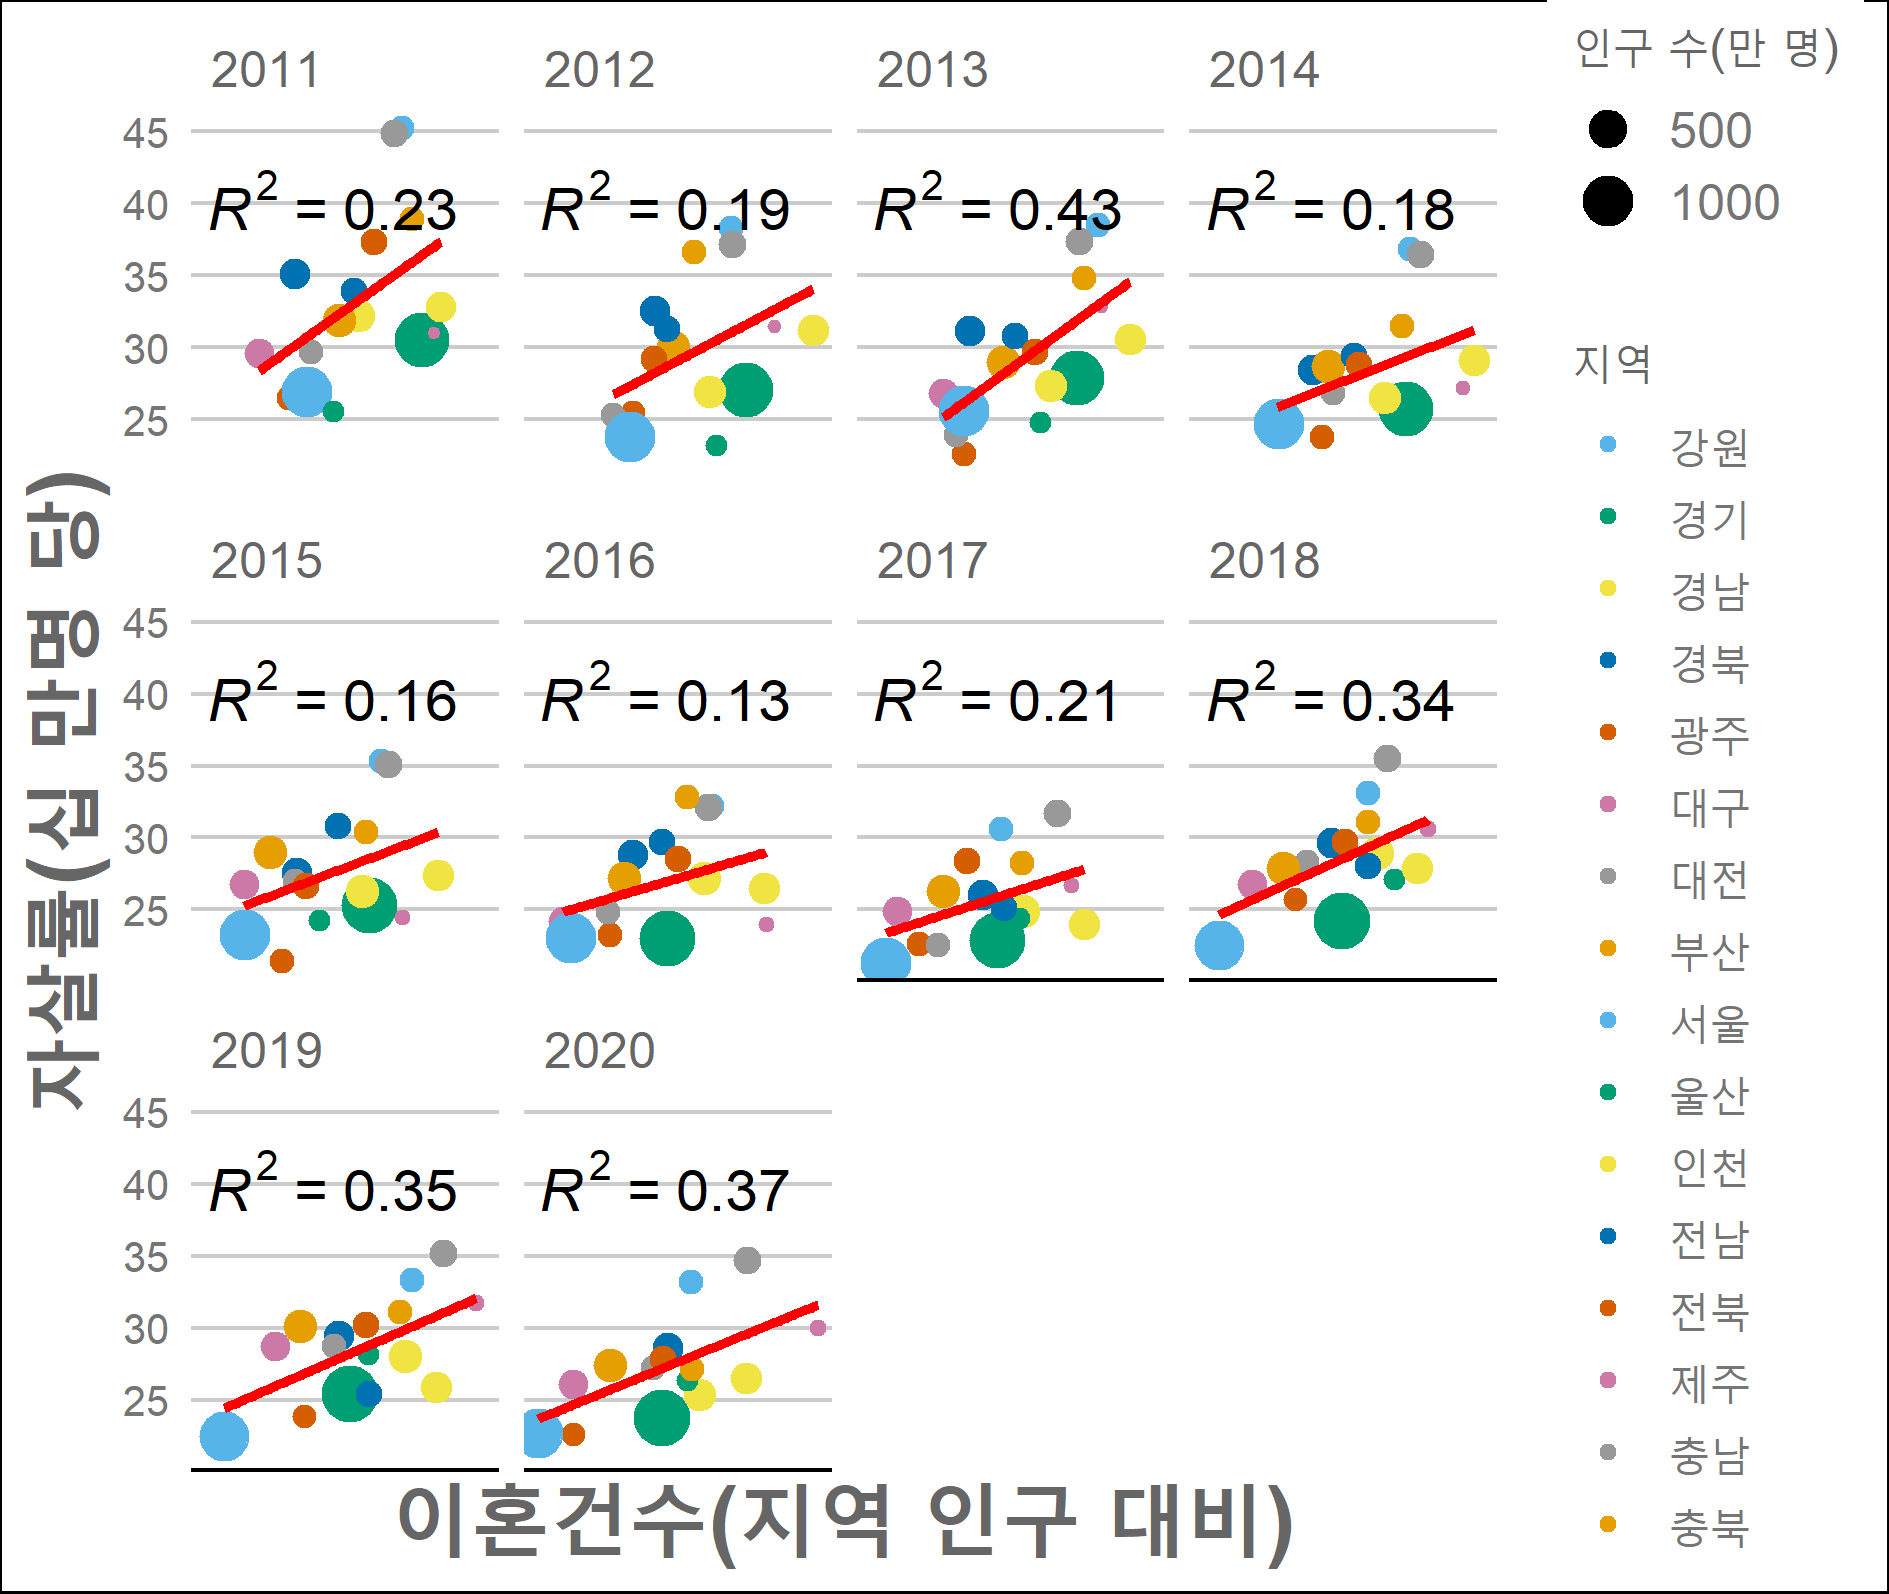 자살률(십 만명 당)
2011 2012 2013 2014
45
40
35
30
25
R² = 0.23 R² = 0.19 R² = 0.43 R² = 0.18
2015 2016 2017 2018
45
40
35
30
25
R² = 0.16 R² = 0.13 R² = 0.21 R² = 0.34
2019 2020
45
40
35
30
25
R² = 0.35 R² = 0.37
이혼건수(지역 인구 대비)
인구 수(만 명)
500
1000
지역
강원
경기
경남
경북
광주
대구
대전
부산
서울
울산
인천
전남
전북
제주
충남
충북